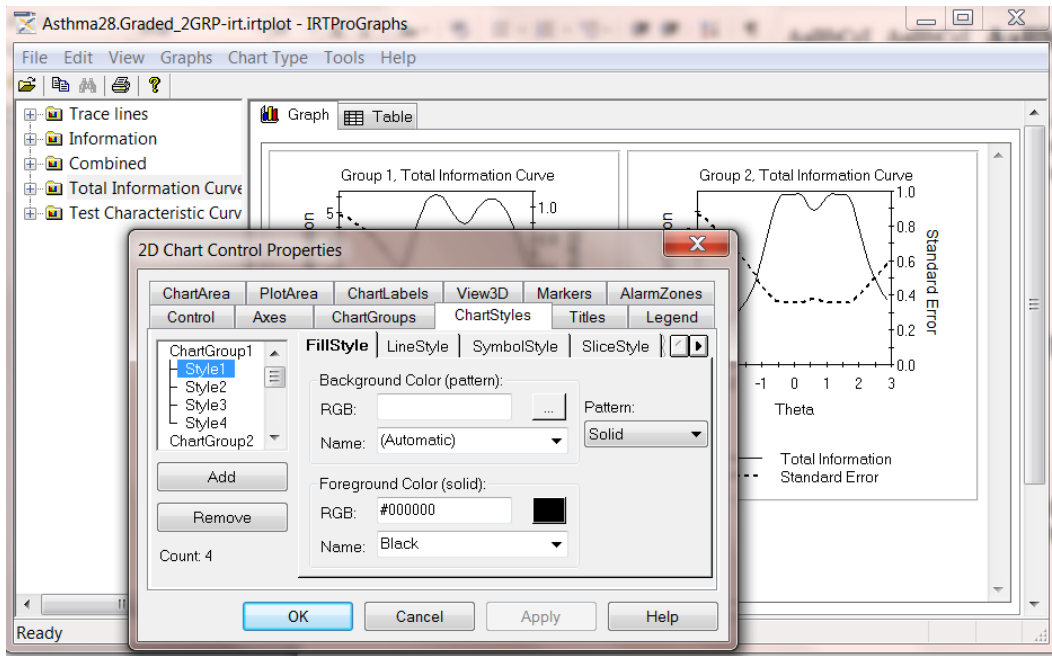 Asthma28.Graded_2GRP-irt.irtplot - IRTProGraphs
File Edit View Graphs Chart Type Tools Help
Trace lines
Information
Combined
Total Information Curve
Test Characteristic Curv
Graph Table
Group 1, Total Information Curve
5
1.0
Group 2, Total Information Curve
1.0
0.8
0.6
0.4
0.2
0.0
Standard Error
-1 0 1 2 3
Theta
Total Information
Standard Error
2D Chart Control Properties
ChartArea PlotArea ChartLabels View3D Markers AlarmZones
Control Axes ChartGroups ChartStyles Titles Legend
ChartGroup1
Style1
Style2
Style3
Style4
ChartGroup2
Add
Remove
Count: 4
FillStyle LineStyle SymbolStyle SliceStyle
Background Color (pattern):
RGB: ...
Name: (Automatic)
Pattern:
Solid
Foreground Color (solid):
RGB: #000000
Name: Black
OK Cancel Apply Help
Ready